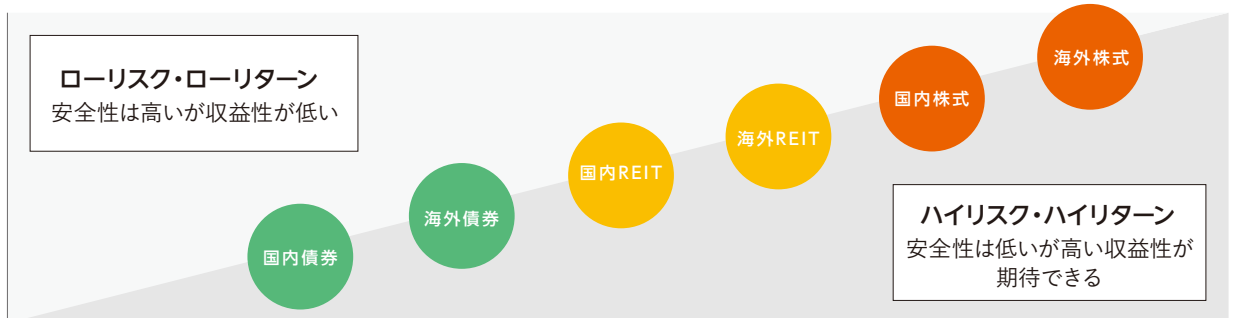 ローリスク・ローリターン
安全性は高いが収益性が低い
国内債券
海外債券
国内REIT
海外REIT
国内株式
海外株式
ハイリスク・ハイリターン
安全性は低いが高い収益性が
期待できる